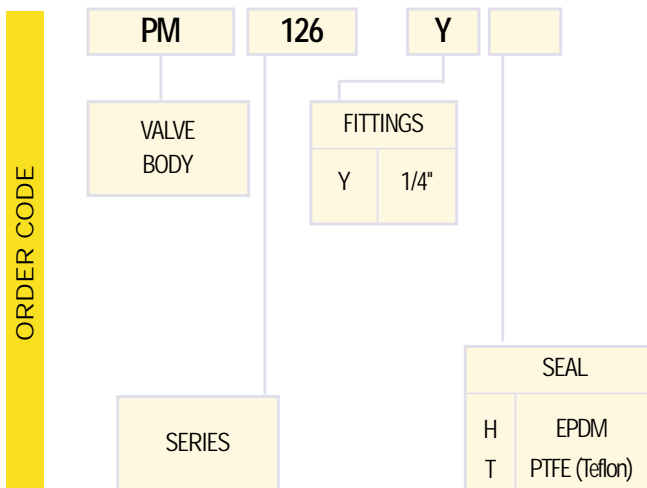 PM 126 Y
VALVE
BODY
FITTINGS
Y 1/4"
ORDER CODE
SERIES
SEAL
H EPDM
T PTFE (Teflon)